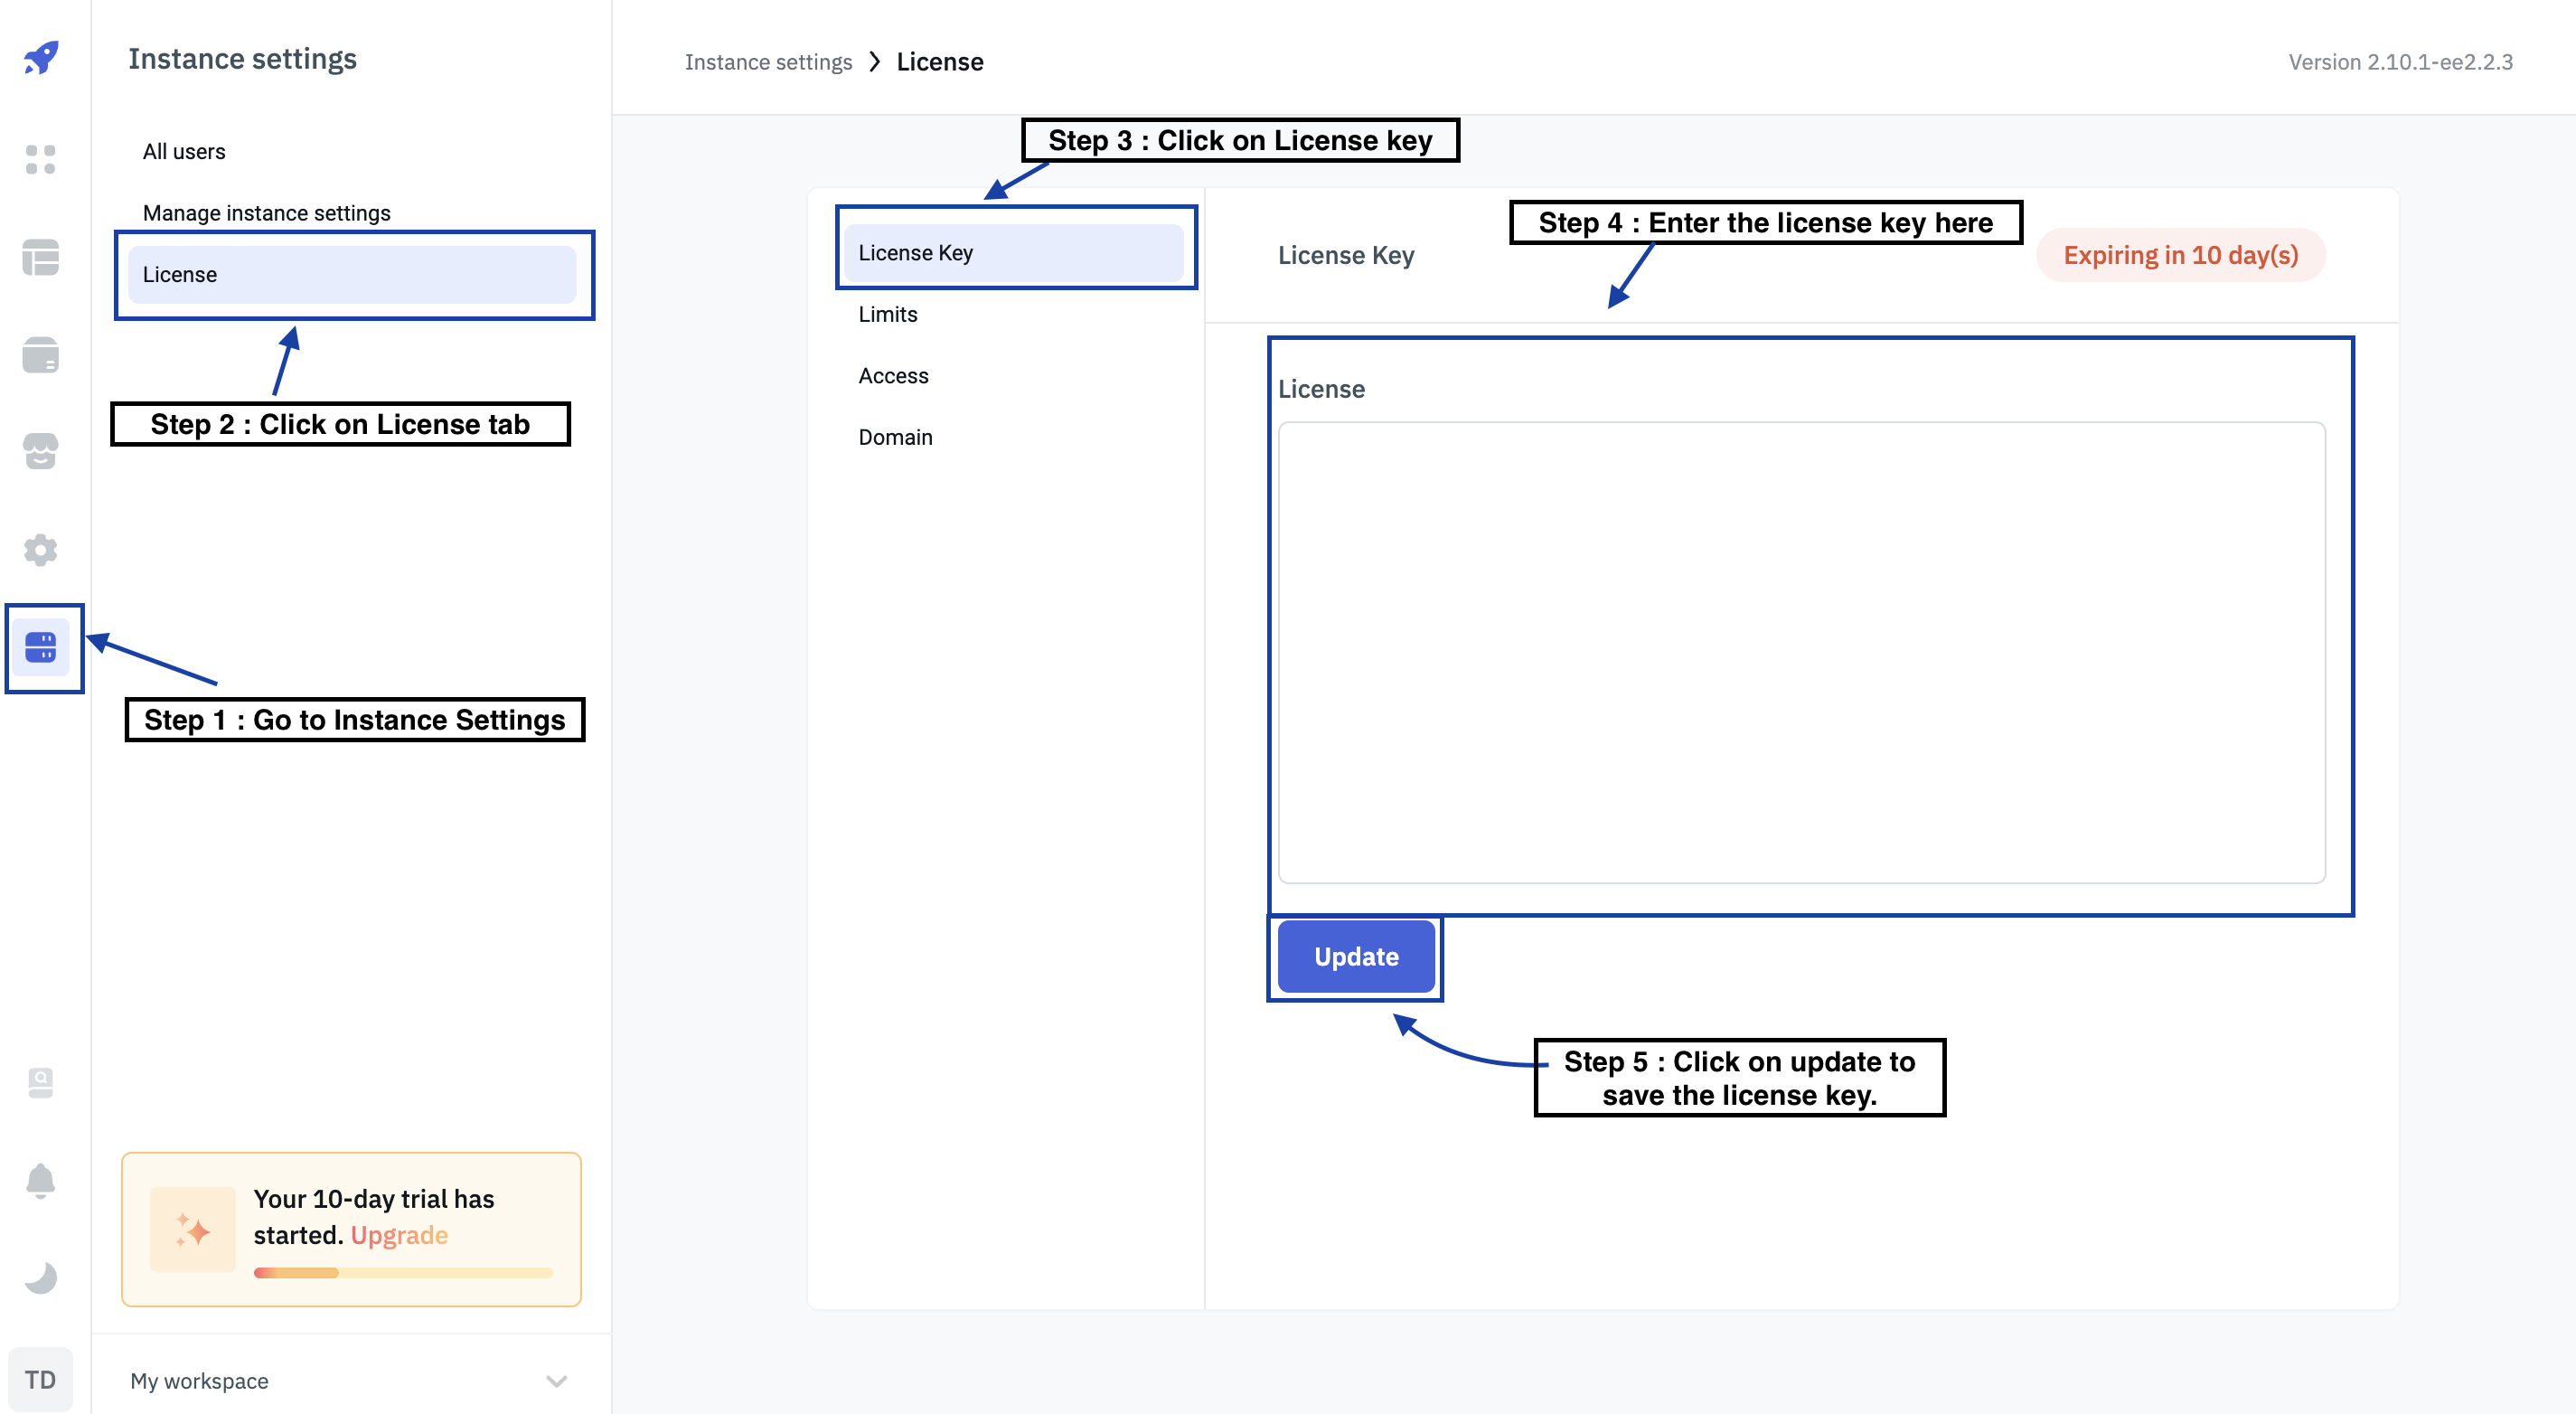 Instance settings
All users
Manage instance settings
License
Step 2 : Click on License tab
Step 1 : Go to Instance Settings
Your 10-day trial has
started. Upgrade
My workspace
TD
Instance settings > License
Version 2.10.1-ee2.2.3
Step 3 : Click on License key
License Key
Limits
Access
Domain
Step 4 : Enter the license key here
License Key
Expiring in 10 day(s)
License
Update
Step 5 : Click on update to
save the license key.